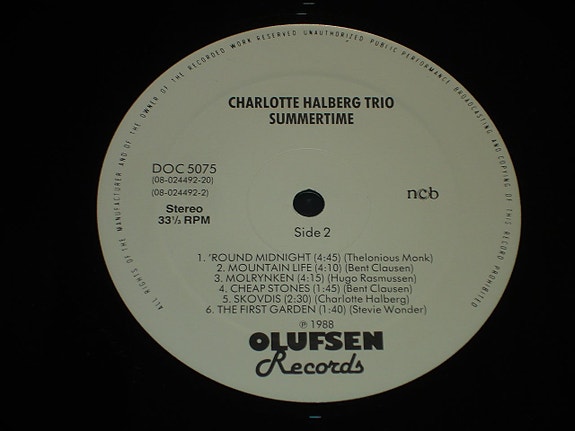 ALL RIGHTS OF THE MANUFACTURER AND OF THE OWNER OF THE RECORDED WORK RESERVED UNAUTHORIZED PUBLIC PERFORMANCE BROADCASTING AND COPYING OF THIS RECORD PROHIBITED
CHARLOTTE HALBERG TRIO
SUMMERTIME
DOC 5075
(08-024492-20)
(08-024492-2)
ncb
Stereo
33⅓ RPM
Side 2
1. 'ROUND MIDNIGHT (4:45) (Thelonious Monk)
2. MOUNTAIN LIFE (4:10) (Bent Clausen)
3. MOLRYNKEN (4:15) (Hugo Rasmussen)
4. CHEAP STONES (1:45) (Bent Clausen)
5. SKOVDIS (2:30) (Charlotte Halberg)
6. THE FIRST GARDEN (1:40) (Stevie Wonder)
℗ 1988
OLUFSEN
Records